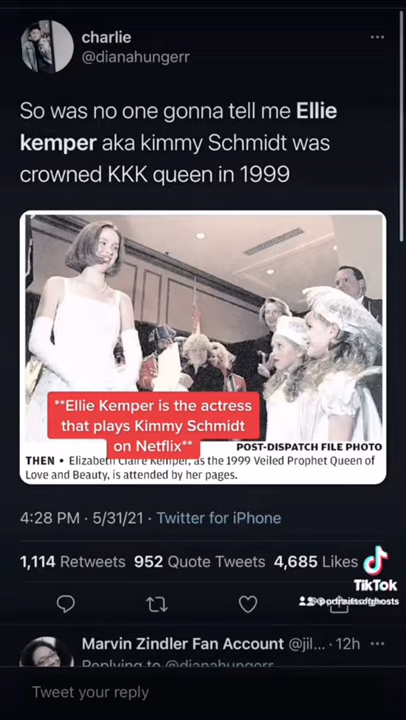 charlie
@dianahungerr
So was no one gonna tell me Ellie
kemper aka kimmy Schmidt was
crowned KKK queen in 1999
**Ellie Kemper is the actress
that plays Kimmy Schmidt
on Netflix**
POST-DISPATCH FILE PHOTO
THEN • Elizabeth Claire Kemper, as the 1999 Veiled Prophet Queen of
Love and Beauty, is attended by her pages.
4:28 PM · 5/31/21 · Twitter for iPhone
1,114 Retweets 952 Quote Tweets 4,685 Likes
TikTok
Marvin Zindler Fan Account @jil... · 12h
Replying to @dianahungerr
Tweet your reply